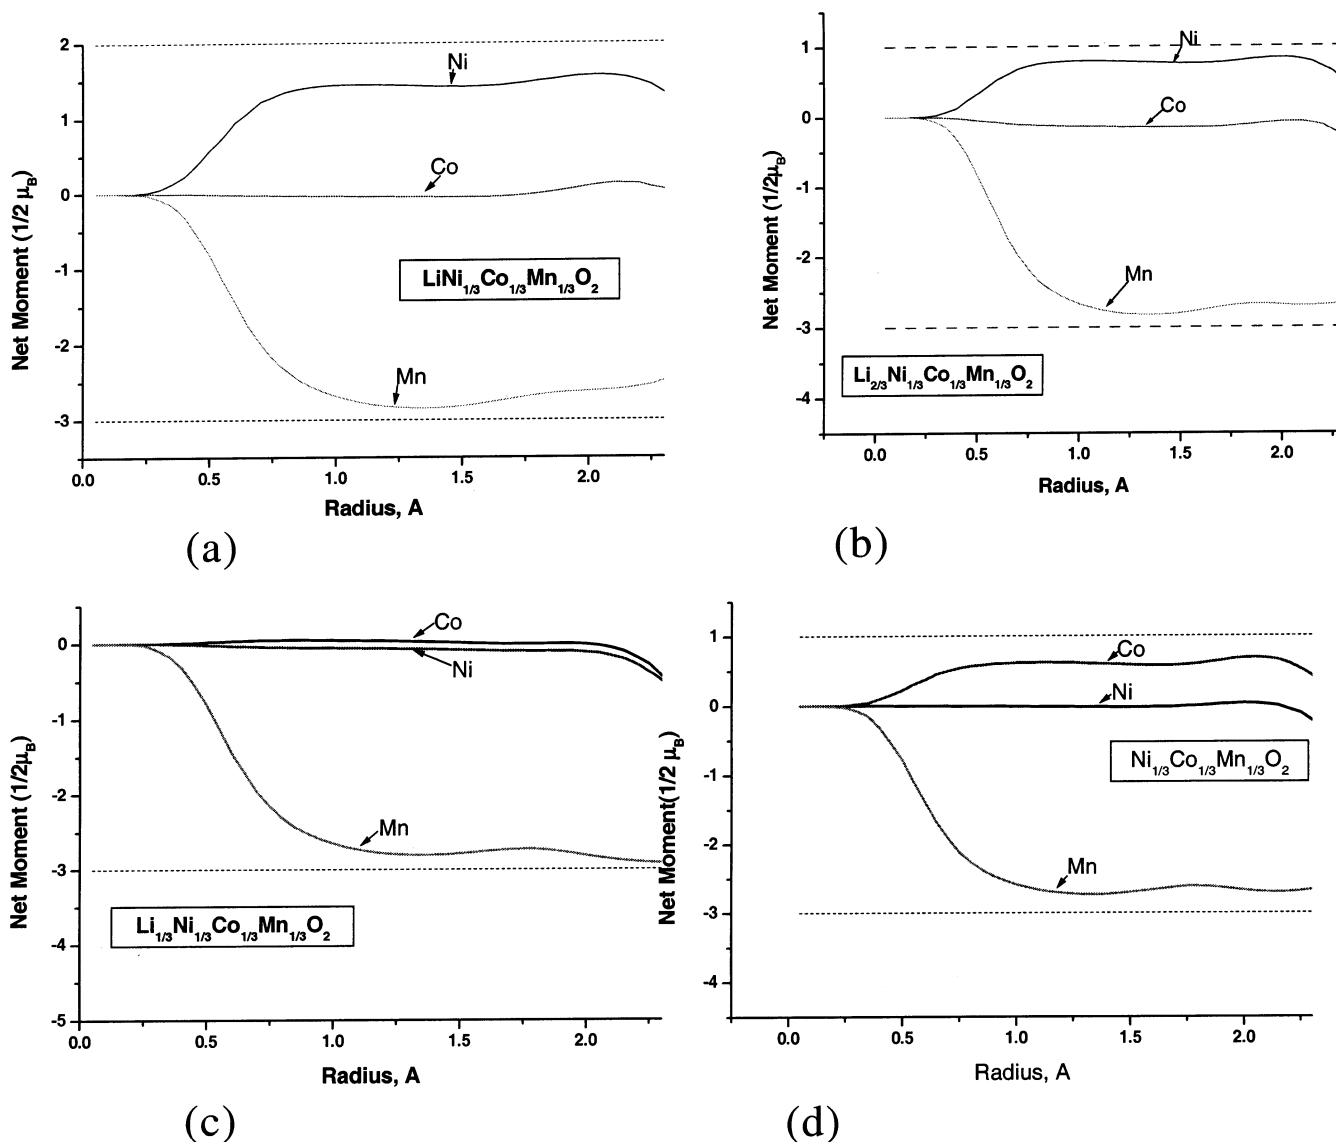 2
1
0
-1
-2
-3
Net Moment (1/2 μB)
Ni
Co
Mn
LiNi1/3Co1/3Mn1/3O2
0.0 0.5 1.0 1.5 2.0
Radius, A
(a)
1
0
-1
-2
-3
-4
Net Moment (1/2μB)
Ni
Co
Mn
Li2/3Ni1/3Co1/3Mn1/3O2
0.0 0.5 1.0 1.5 2.0
Radius, A
(b)
0
-1
-2
-3
-4
-5
Net Moment (1/2μB)
Co
Ni
Mn
Li1/3Ni1/3Co1/3Mn1/3O2
0.0 0.5 1.0 1.5 2.0
Radius, A
(c)
1
0
-1
-2
-3
-4
Net Moment(1/2 μB)
Co
Ni
Ni1/3Co1/3Mn1/3O2
Mn
0.0 0.5 1.0 1.5 2.0
Radius, A
(d)